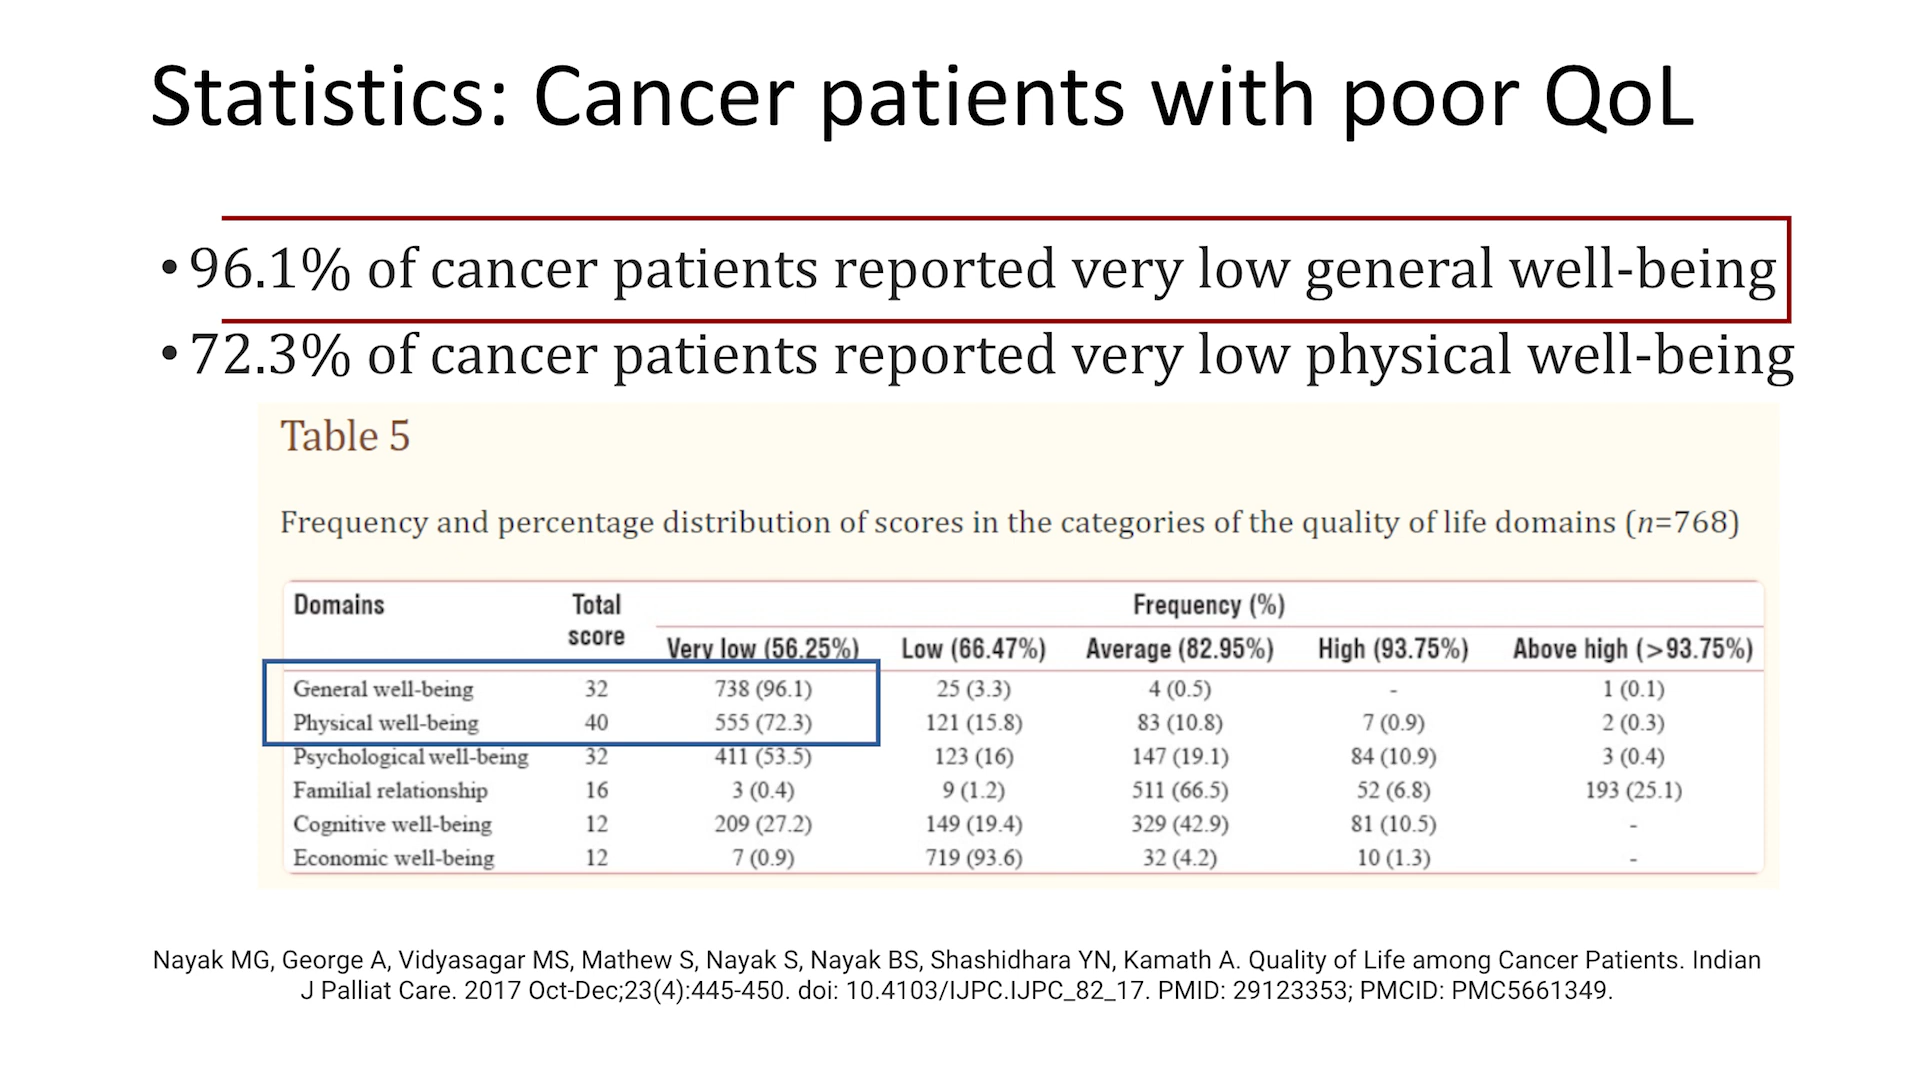 Statistics: Cancer patients with poor QoL
• 96.1% of cancer patients reported very low general well-being
• 72.3% of cancer patients reported very low physical well-being
Table 5
Frequency and percentage distribution of scores in the categories of the quality of life domains (n=768)
Domains Total score Frequency (%)
Very low (56.25%) Low (66.47%) Average (82.95%) High (93.75%) Above high (>93.75%)
General well-being 32 738 (96.1) 25 (3.3) 4 (0.5) - 1 (0.1)
Physical well-being 40 555 (72.3) 121 (15.8) 83 (10.8) 7 (0.9) 2 (0.3)
Psychological well-being 32 411 (53.5) 123 (16) 147 (19.1) 84 (10.9) 3 (0.4)
Familial relationship 16 3 (0.4) 9 (1.2) 511 (66.5) 52 (6.8) 193 (25.1)
Cognitive well-being 12 209 (27.2) 149 (19.4) 329 (42.9) 81 (10.5) -
Economic well-being 12 7 (0.9) 719 (93.6) 32 (4.2) 10 (1.3) -
Nayak MG, George A, Vidyasagar MS, Mathew S, Nayak S, Nayak BS, Shashidhara YN, Kamath A. Quality of Life among Cancer Patients. Indian
J Palliat Care. 2017 Oct-Dec;23(4):445-450. doi: 10.4103/IJPC.IJPC_82_17. PMID: 29123353; PMCID: PMC5661349.